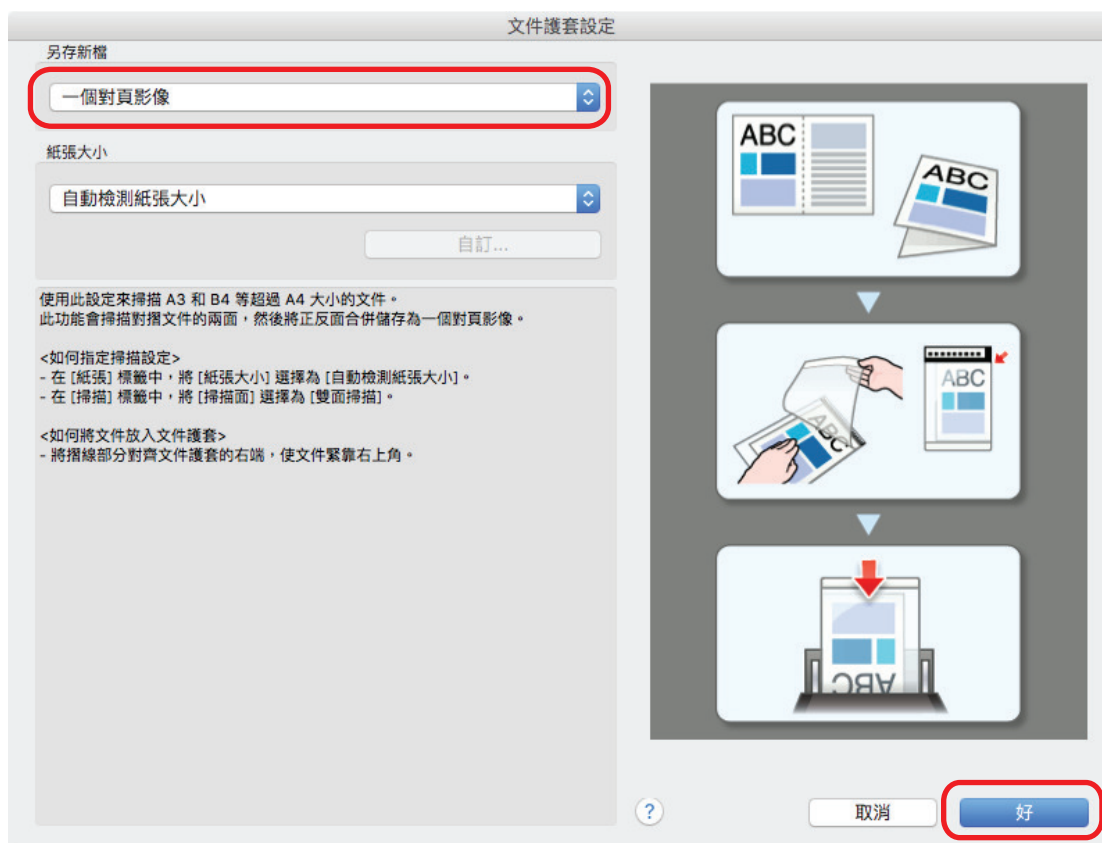 文件護套設定
另存新檔
一個對頁影像
紙張大小
自動檢測紙張大小
自訂...
使用此設定來掃描 A3 和 B4 等超過 A4 大小的文件。
此功能會掃描對摺文件的兩面，然後將正反面合併儲存為一個對頁影像。
<如何指定掃描設定>
- 在 [紙張] 標籤中，將 [紙張大小] 選擇為 [自動檢測紙張大小]。
- 在 [掃描] 標籤中，將 [掃描面] 選擇為 [雙面掃描]。
<如何將文件放入文件護套>
- 將摺線部分對齊文件護套的右端，使文件緊靠右上角。
ABC
ABC
ABC
ABC
ABC
?
取消
好